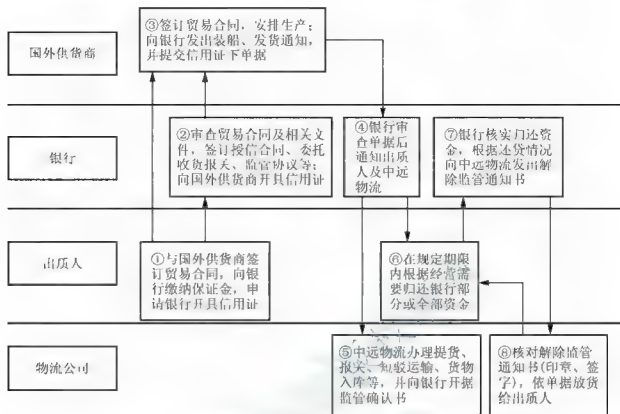 ③签订贸易合同，安排生产；
向银行发出装船、发货通知，
并提交信用证下单据
国外供货商
②审查贸易合同及相关文
件，签订授信合同、委托
收货报关、监管协议等；
向国外供货商开具信用证
④银行审
查单据后
通知出质
人及中远
物流
⑦银行核实归还资
金，根据还贷情况
向中远物流发出解
除监管通知书
银行
①与国外供货商签
订贸易合同，向银
行缴纳保证金，申
请银行开具信用证
⑥在规定期限
内根据经营需
要归还银行部
分或全部资金
出质人
⑤中远物流办理提货、
报关、短驳运输、货物
入库等，并向银行开据
监管确认书
⑧核对解除监管
通知书(印章、签
字)，依单据放货
给出质人
物流公司